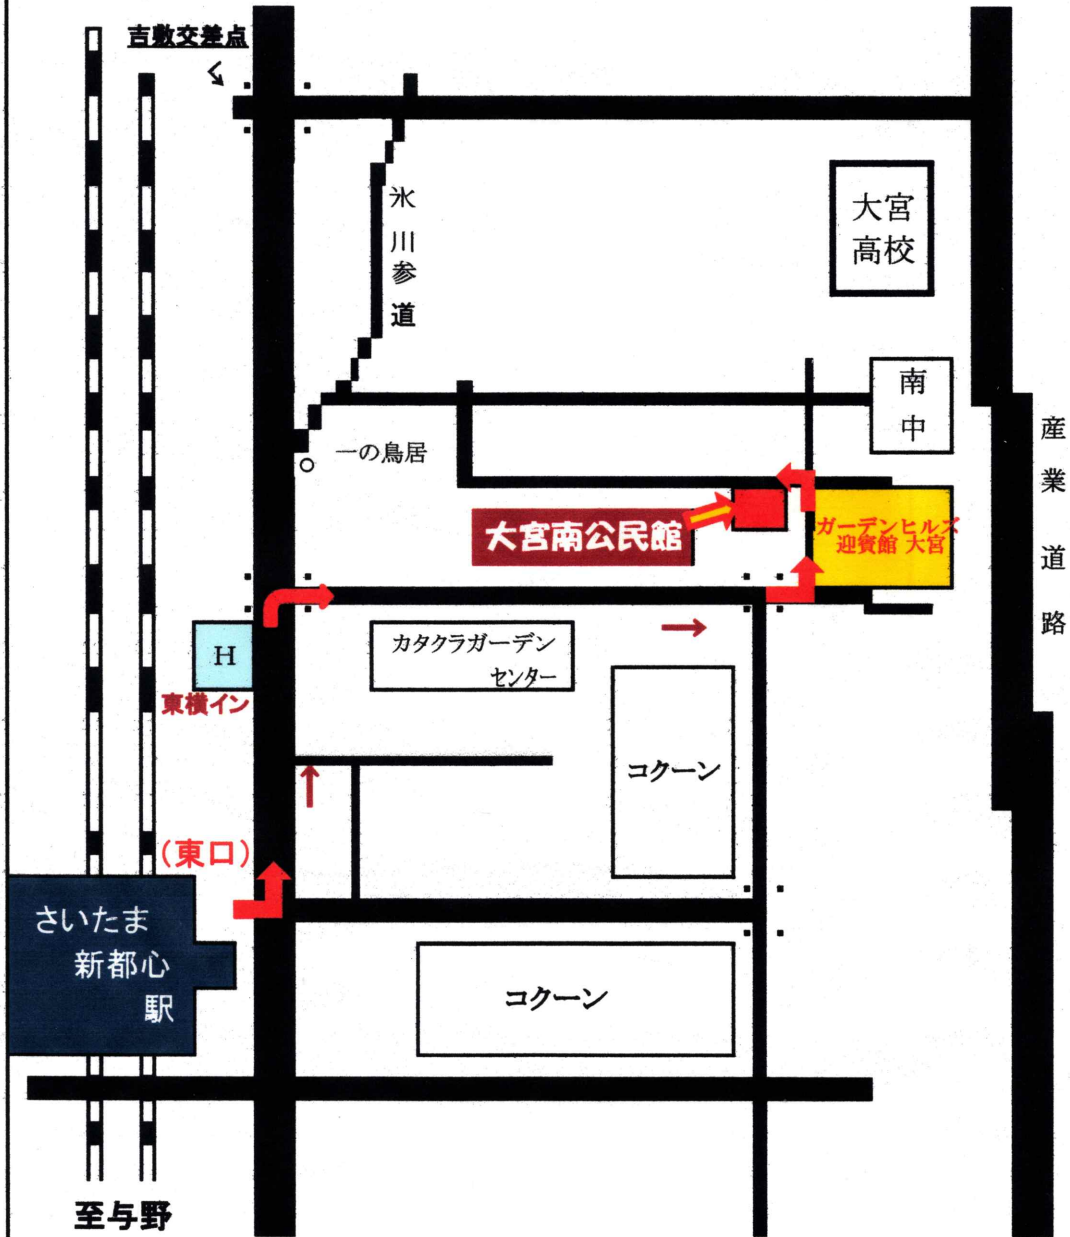 吉敷交差点
氷川参道
大宮
高校
南中
産業道路
一の鳥居
大宮南公民館
ガーデンヒルズ
迎賓館 大宮
H
東横イン
カタクラガーデン
センター
コクーン
(東口)
さいたま
新都心
駅
コクーン
至与野